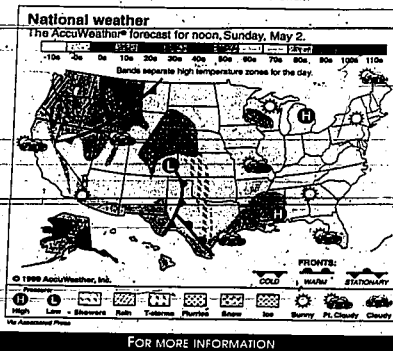 National weather
The AccuWeather® forecast for noon, Sunday, May 2.
-10s -0s 0s 10s 20s 30s 40s 50s 60s 70s 80s 90s 100s 110s
Bands separate high temperature zones for the day.
H
L
H
© 1999 AccuWeather, Inc.
FRONTS:
COLD WARM STATIONARY
Pressure:
H L
High Low Showers Rain T-storms Flurries Snow Ice Sunny Pt. Cloudy Cloudy
Via Associated Press
FOR MORE INFORMATION